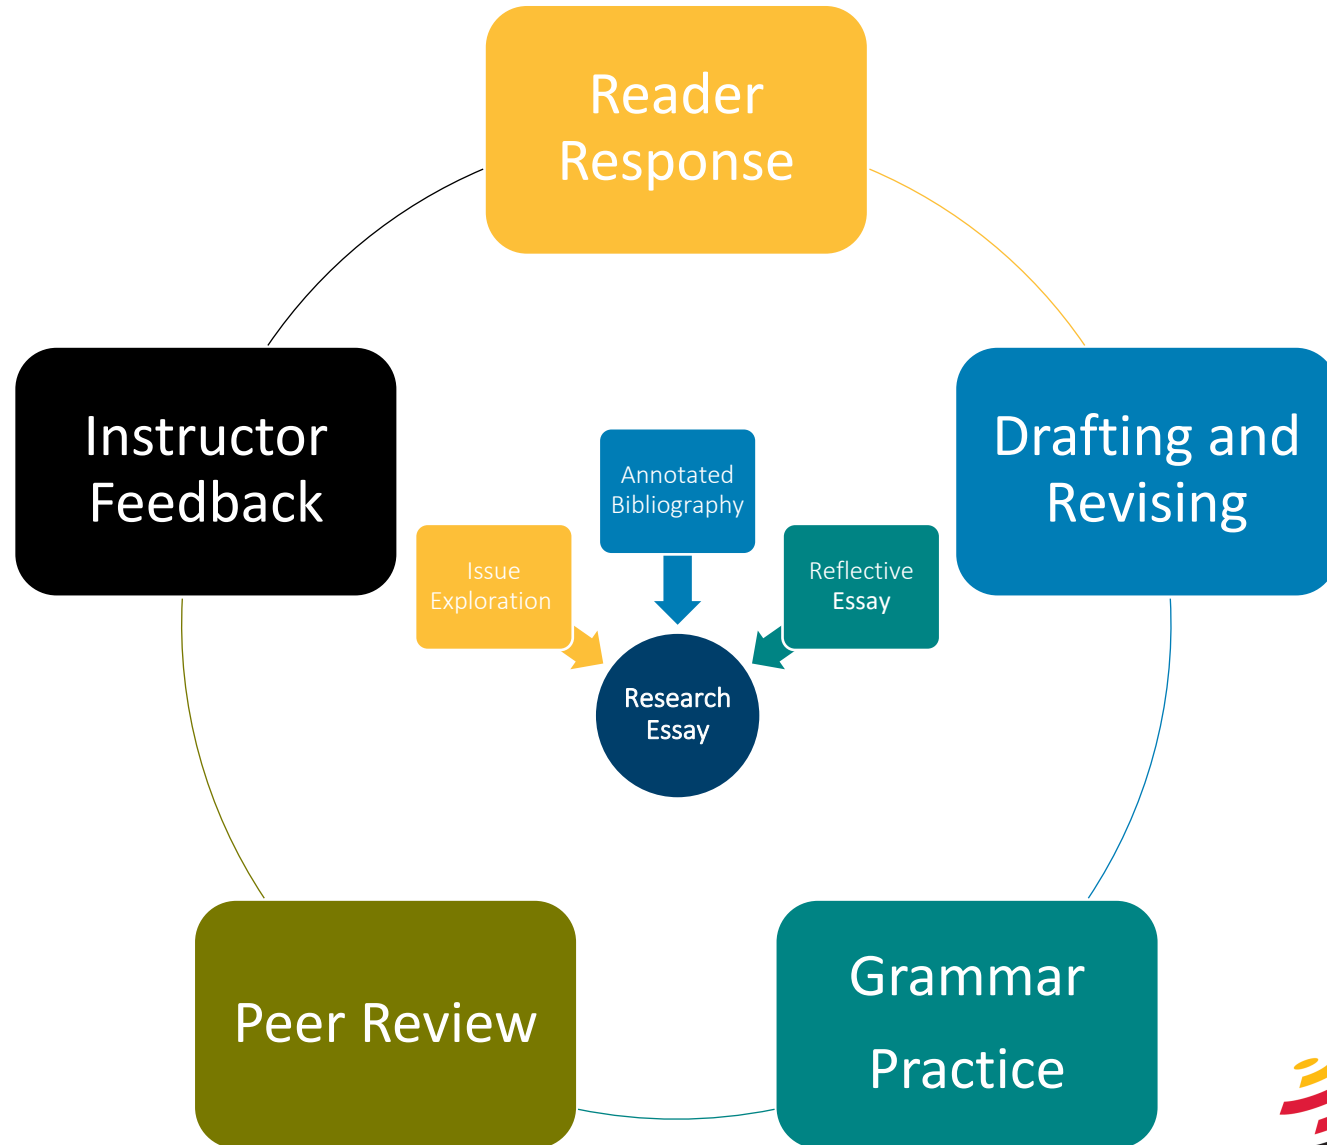 Reader
Response
Instructor
Feedback
Drafting and
Revising
Annotated
Bibliography
Issue
Exploration
Reflective
Essay
Research
Essay
Peer Review
Grammar
Practice